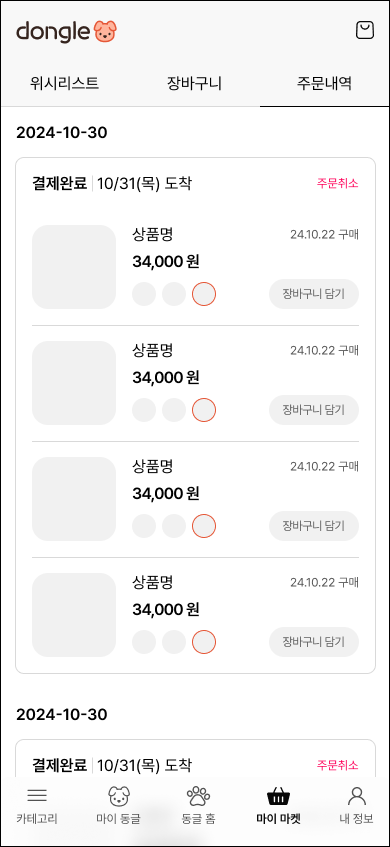 dongle
위시리스트 장바구니 주문내역
2024-10-30
결제완료 10/31(목) 도착 주문취소
상품명 24.10.22 구매
34,000 원
장바구니 담기
상품명 24.10.22 구매
34,000 원
장바구니 담기
상품명 24.10.22 구매
34,000 원
장바구니 담기
상품명 24.10.22 구매
34,000 원
장바구니 담기
2024-10-30
결제완료 10/31(목) 도착 주문취소
카테고리 마이 동글 동글 홈 마이 마켓 내 정보